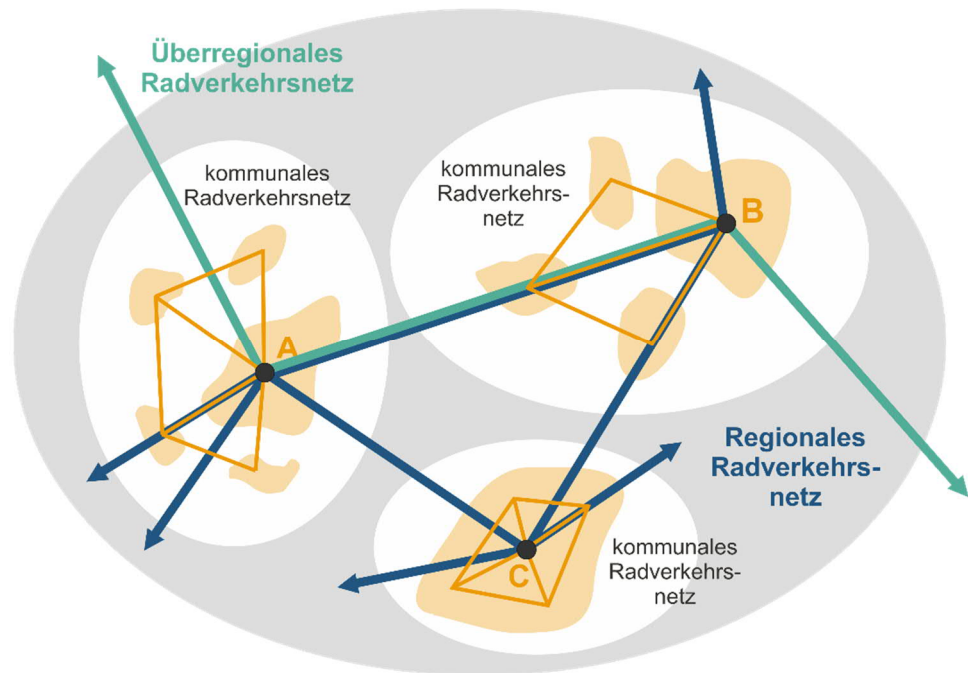 Überregionales
Radverkehrsnetz
kommunales
Radverkehrsnetz
kommunales
Radverkehrs-
netz
B
A
Regionales
Radverkehrs-
netz
C
kommunales
Radverkehrs-
netz